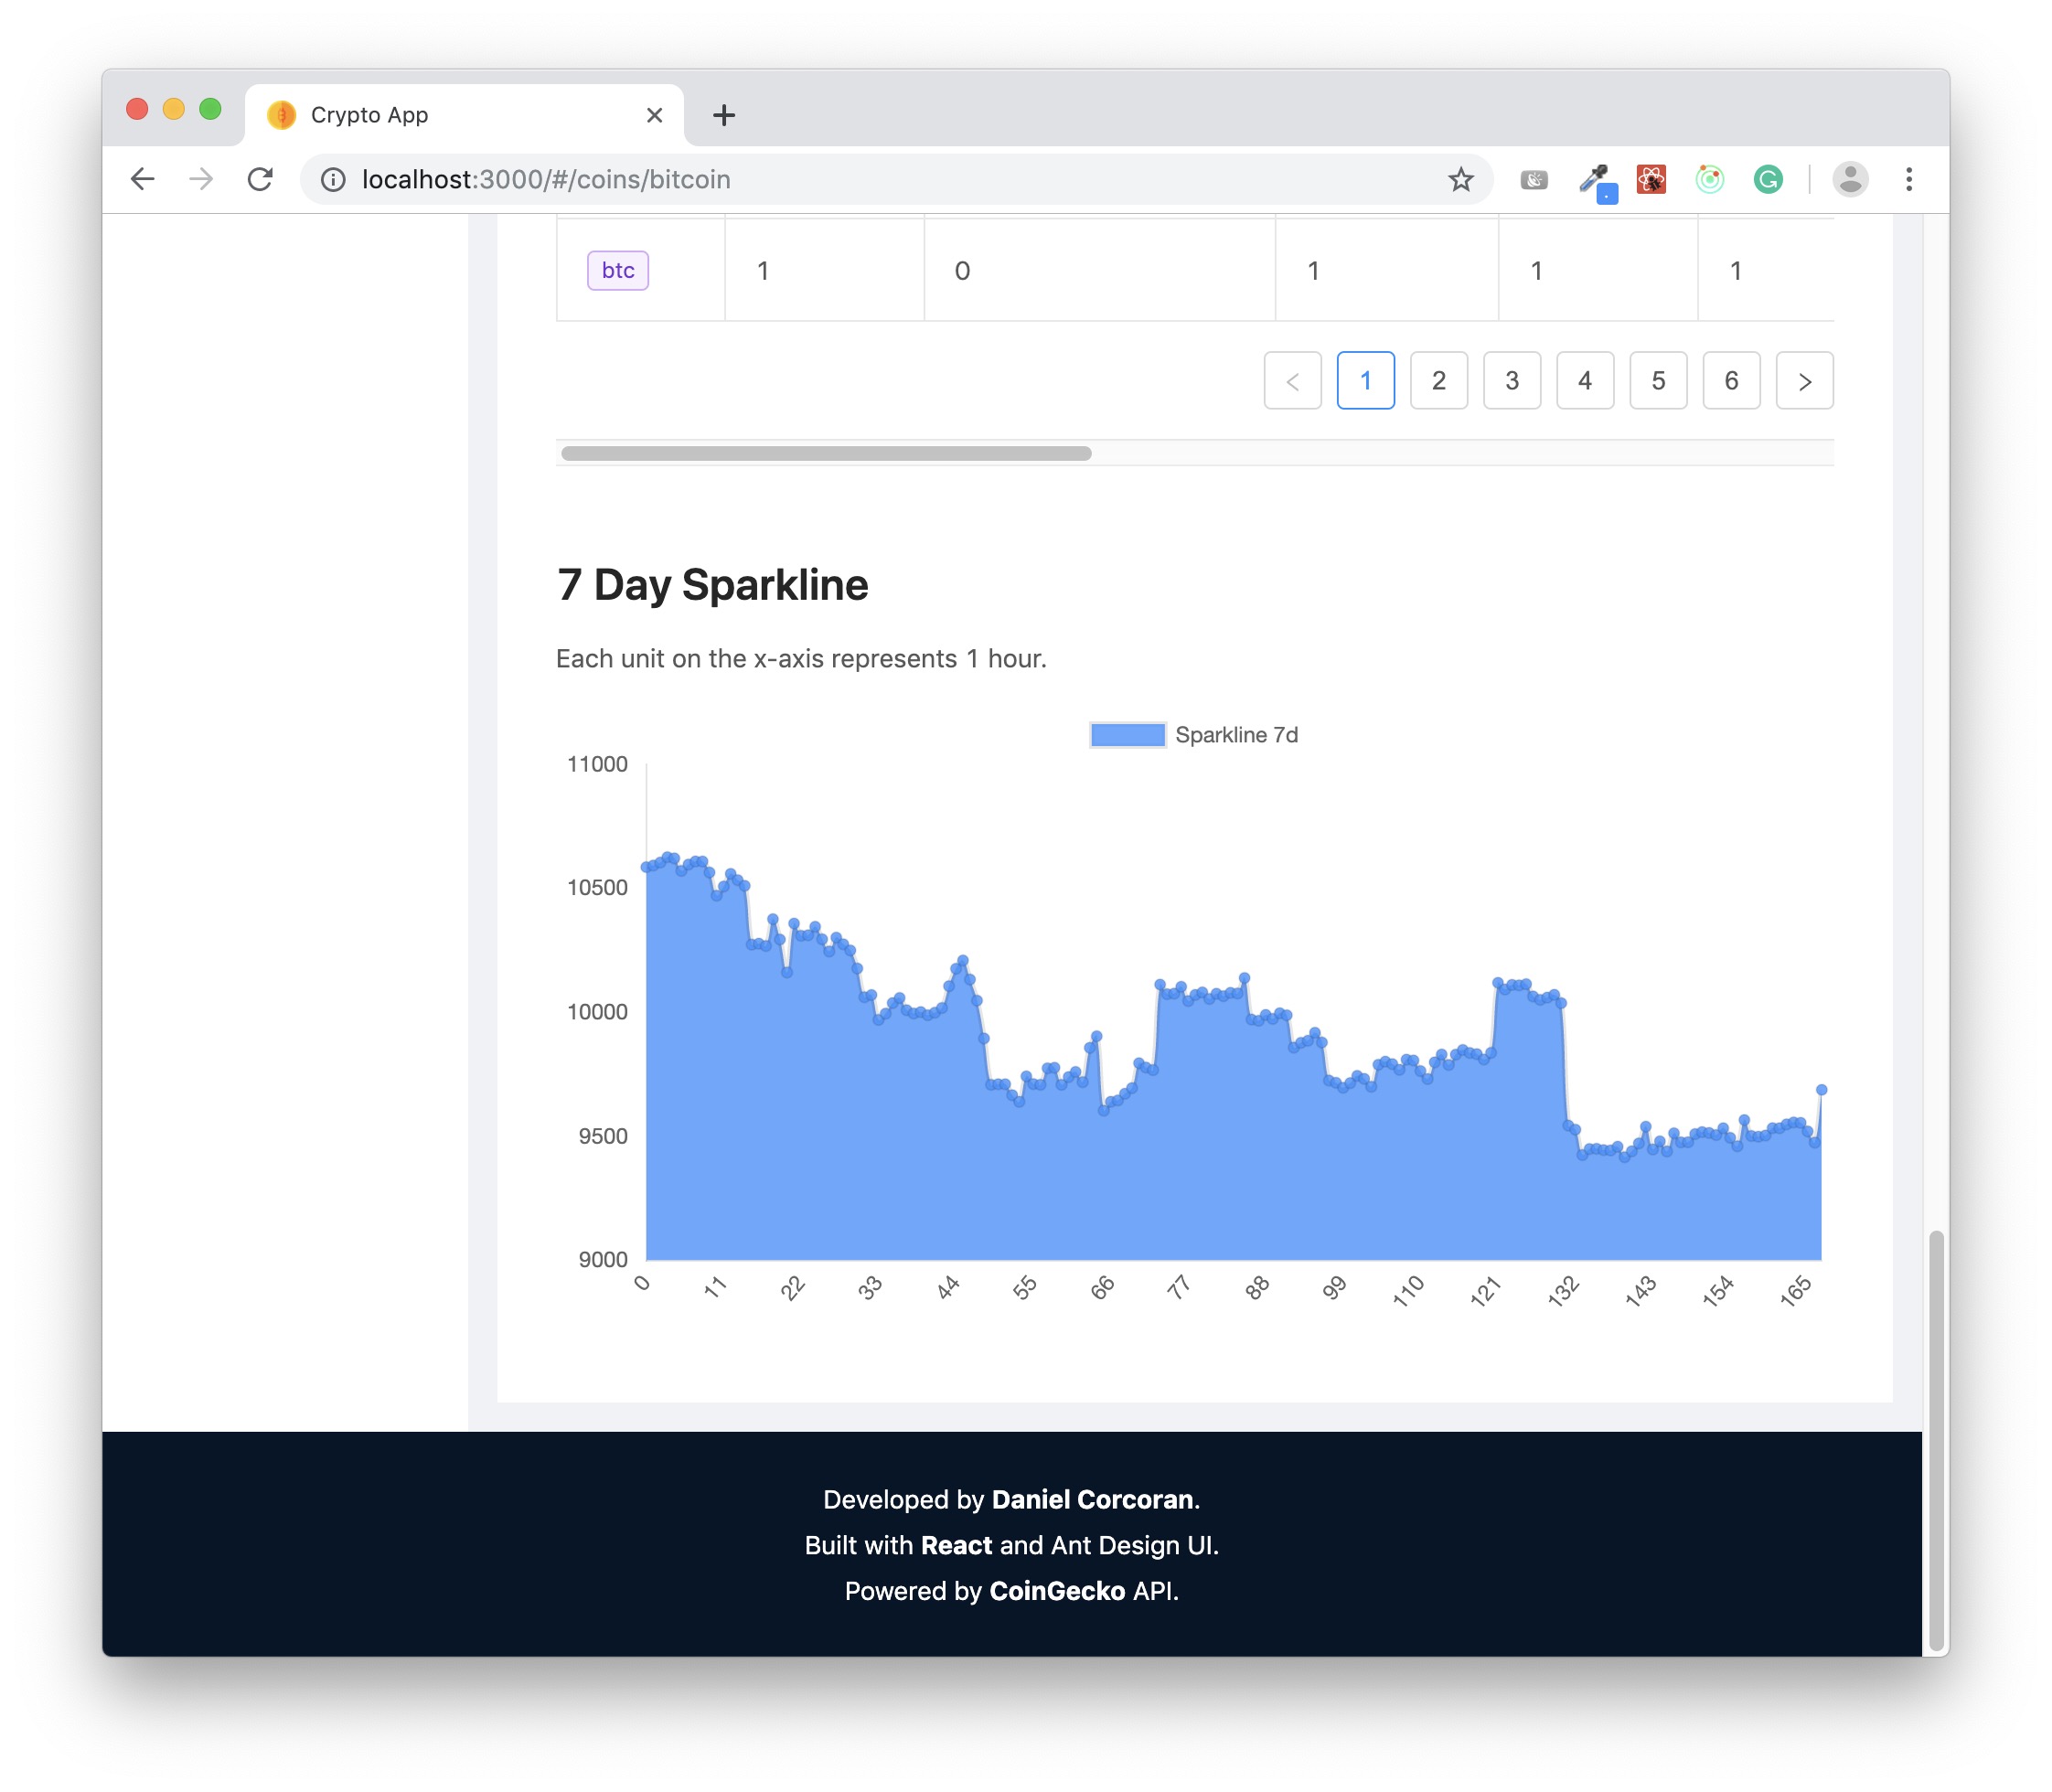 Crypto App
localhost:3000/#/coins/bitcoin
btc 1 0 1 1 1
< 1 2 3 4 5 6 >
7 Day Sparkline
Each unit on the x-axis represents 1 hour.
Sparkline 7d
11000
10500
10000
9500
9000
0 11 22 33 44 55 66 77 88 99 110 121 132 143 154 165
Developed by Daniel Corcoran.
Built with React and Ant Design UI.
Powered by CoinGecko API.